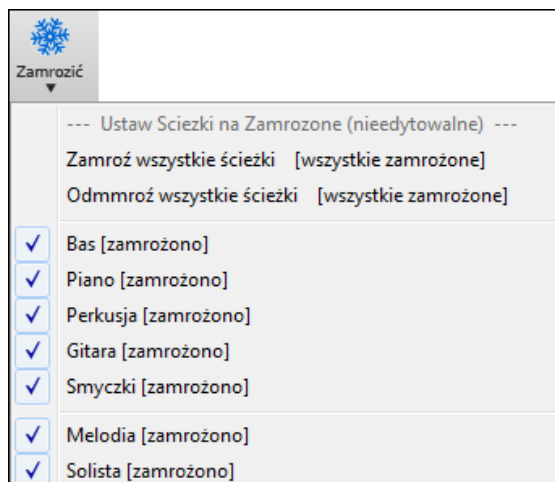 Zamrozić
--- Ustaw Sciezki na Zamrozone (nieedytowalne) ---
Zamroź wszystkie ścieżki [wszystkie zamrożone]
Odmmroź wszystkie ścieżki [wszystkie zamrożone]
Bas [zamrożono]
Piano [zamrożono]
Perkusja [zamrożono]
Gitara [zamrożono]
Smyczki [zamrożono]
Melodia [zamrożono]
Solista [zamrożono]